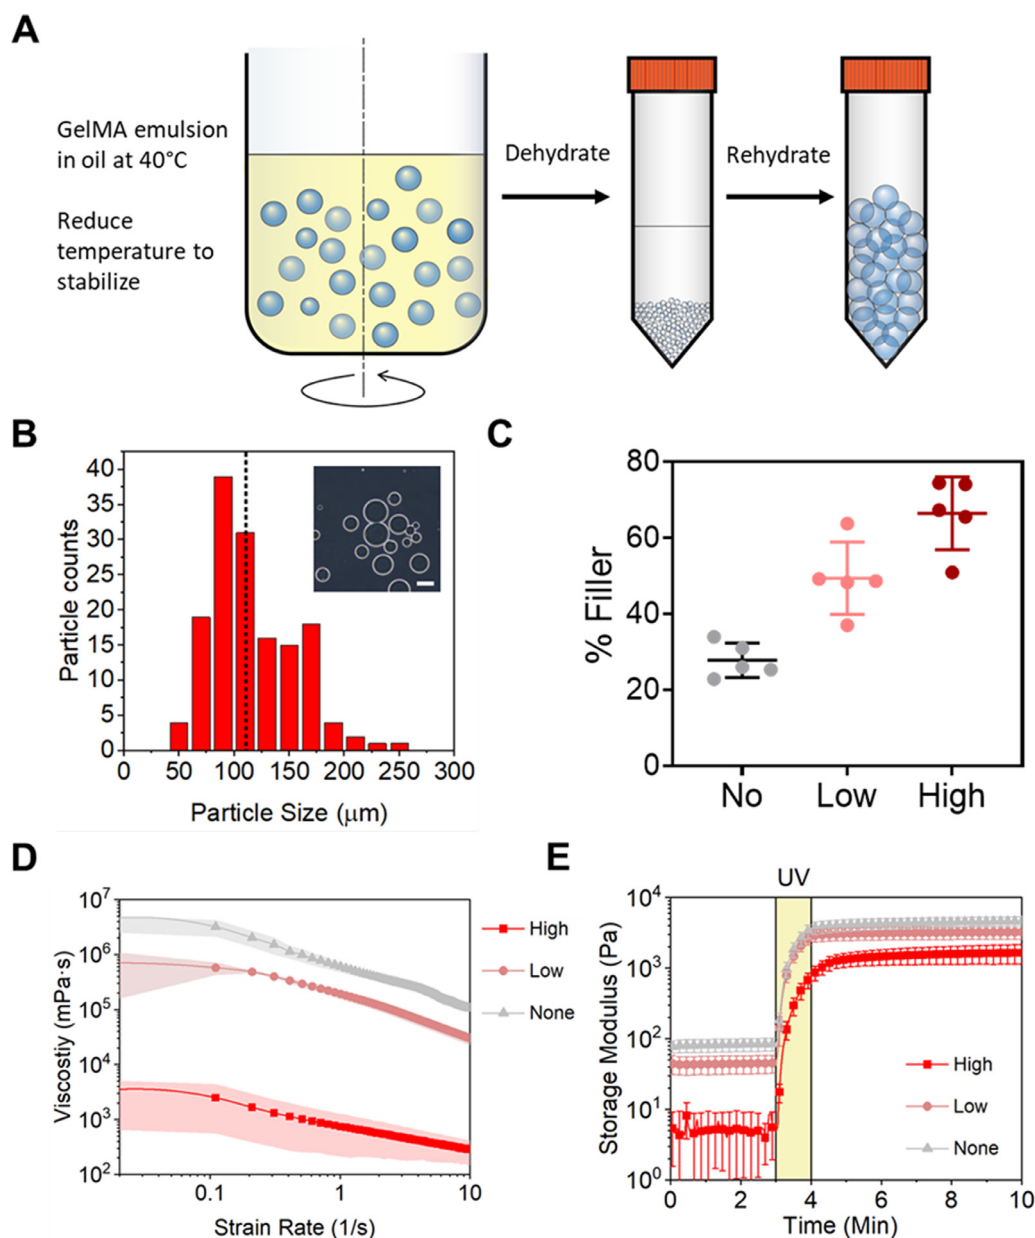 A
GelMA emulsion
in oil at 40°C
Reduce
temperature to
stabilize
Dehydrate
Rehydrate
B
Particle counts
40
35
30
25
20
15
10
5
0
0 50 100 150 200 250 300
Particle Size (μm)
C
% Filler
80
60
40
20
0
No Low High
D
Viscostiy (mPa·s)
10⁷
10⁶
10⁵
10⁴
10³
10²
0.1 1 10
Strain Rate (1/s)
High
Low
None
E
UV
Storage Modulus (Pa)
10⁴
10³
10²
10¹
10⁰
0 2 4 6 8 10
Time (Min)
High
Low
None